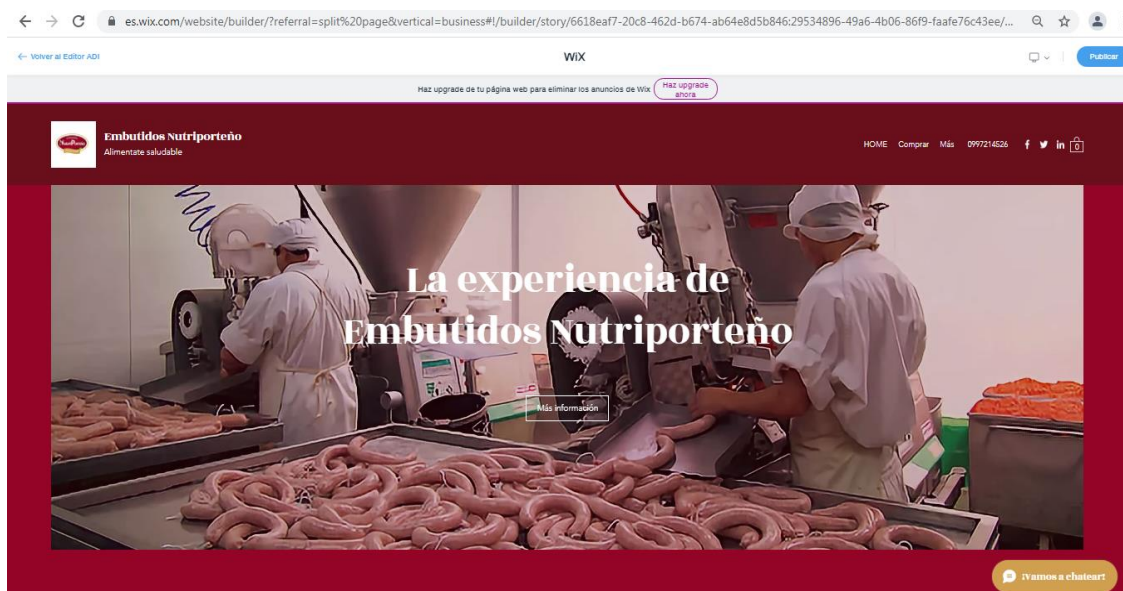 es.wix.com/website/builder/?referral=split%20page&vertical=business#!/builder/story/6618eaf7-20c8-462d-b674-ab64e8d5b846:29534896-49a6-4b06-86f9-faafe76c43ee/...
Volver al Editor ADI
WiX
Publicar
Haz upgrade de tu página web para eliminar los anuncios de Wix
Haz upgrade
ahora
Embutidos Nutriporteño
Alimentate saludable
HOME Comprar Más 0997214526
0
La experiencia de
Embutidos Nutriporteño
Más información
¡Vamos a chatear!